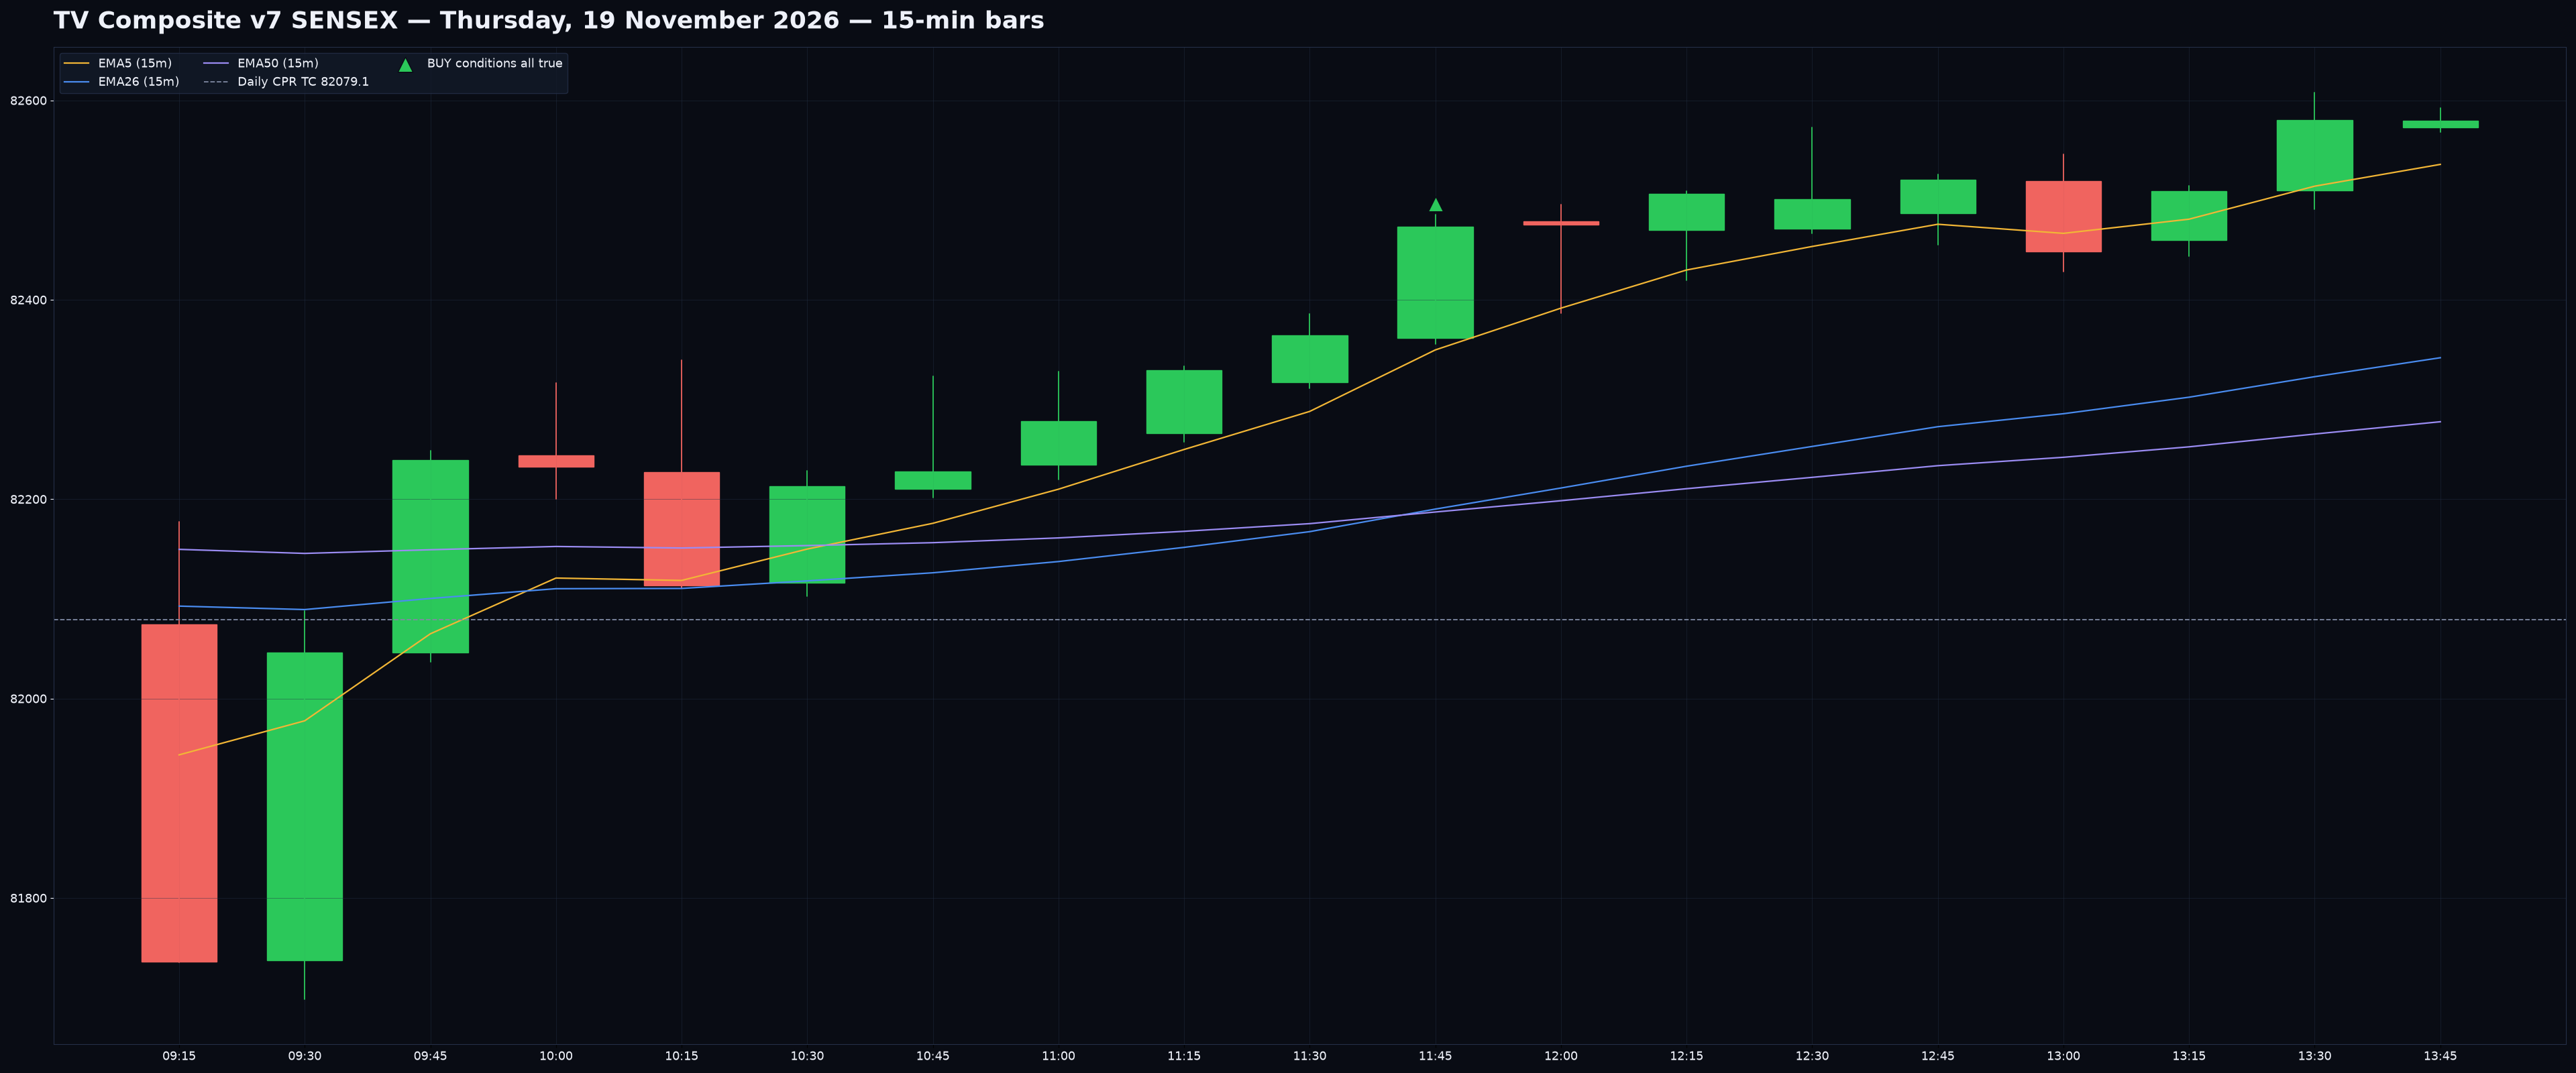 TV Composite v7 SENSEX — Thursday, 19 November 2026 — 15-min bars
EMA5 (15m) EMA50 (15m) BUY conditions all true
EMA26 (15m) Daily CPR TC 82079.1
82600
82400
82200
82000
81800
09:15 09:30 09:45 10:00 10:15 10:30 10:45 11:00 11:15 11:30 11:45 12:00 12:15 12:30 12:45 13:00 13:15 13:30 13:45